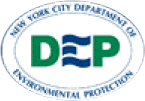 NEW YORK CITY DEPARTMENT OF
DEP
ENVIRONMENTAL PROTECTION